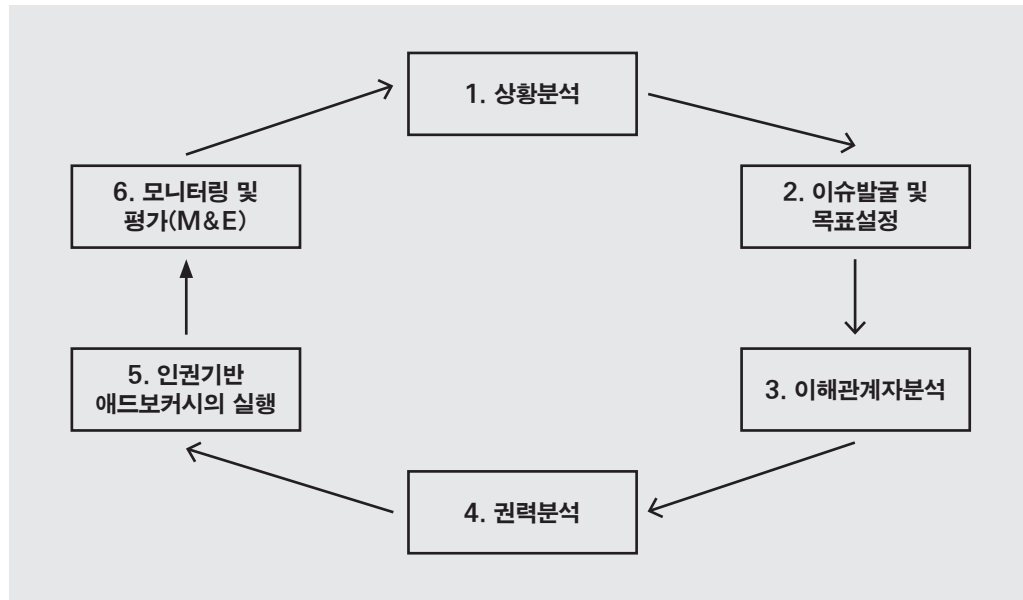 1. 상황분석
2. 이슈발굴 및
목표설정
3. 이해관계자분석
4. 권력분석
5. 인권기반
애드보커시의 실행
6. 모니터링 및
평가(M&E)